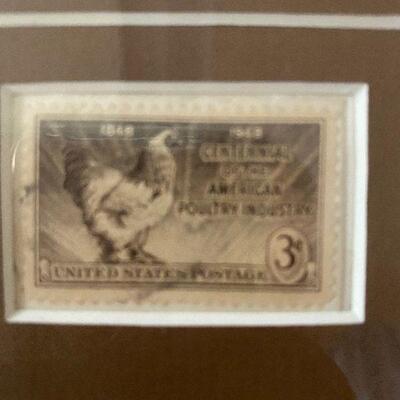 1848 1948
CENTENNIAL
OF THE
AMERICAN
POULTRY INDUSTRY
3¢
UNITED STATES POSTAGE